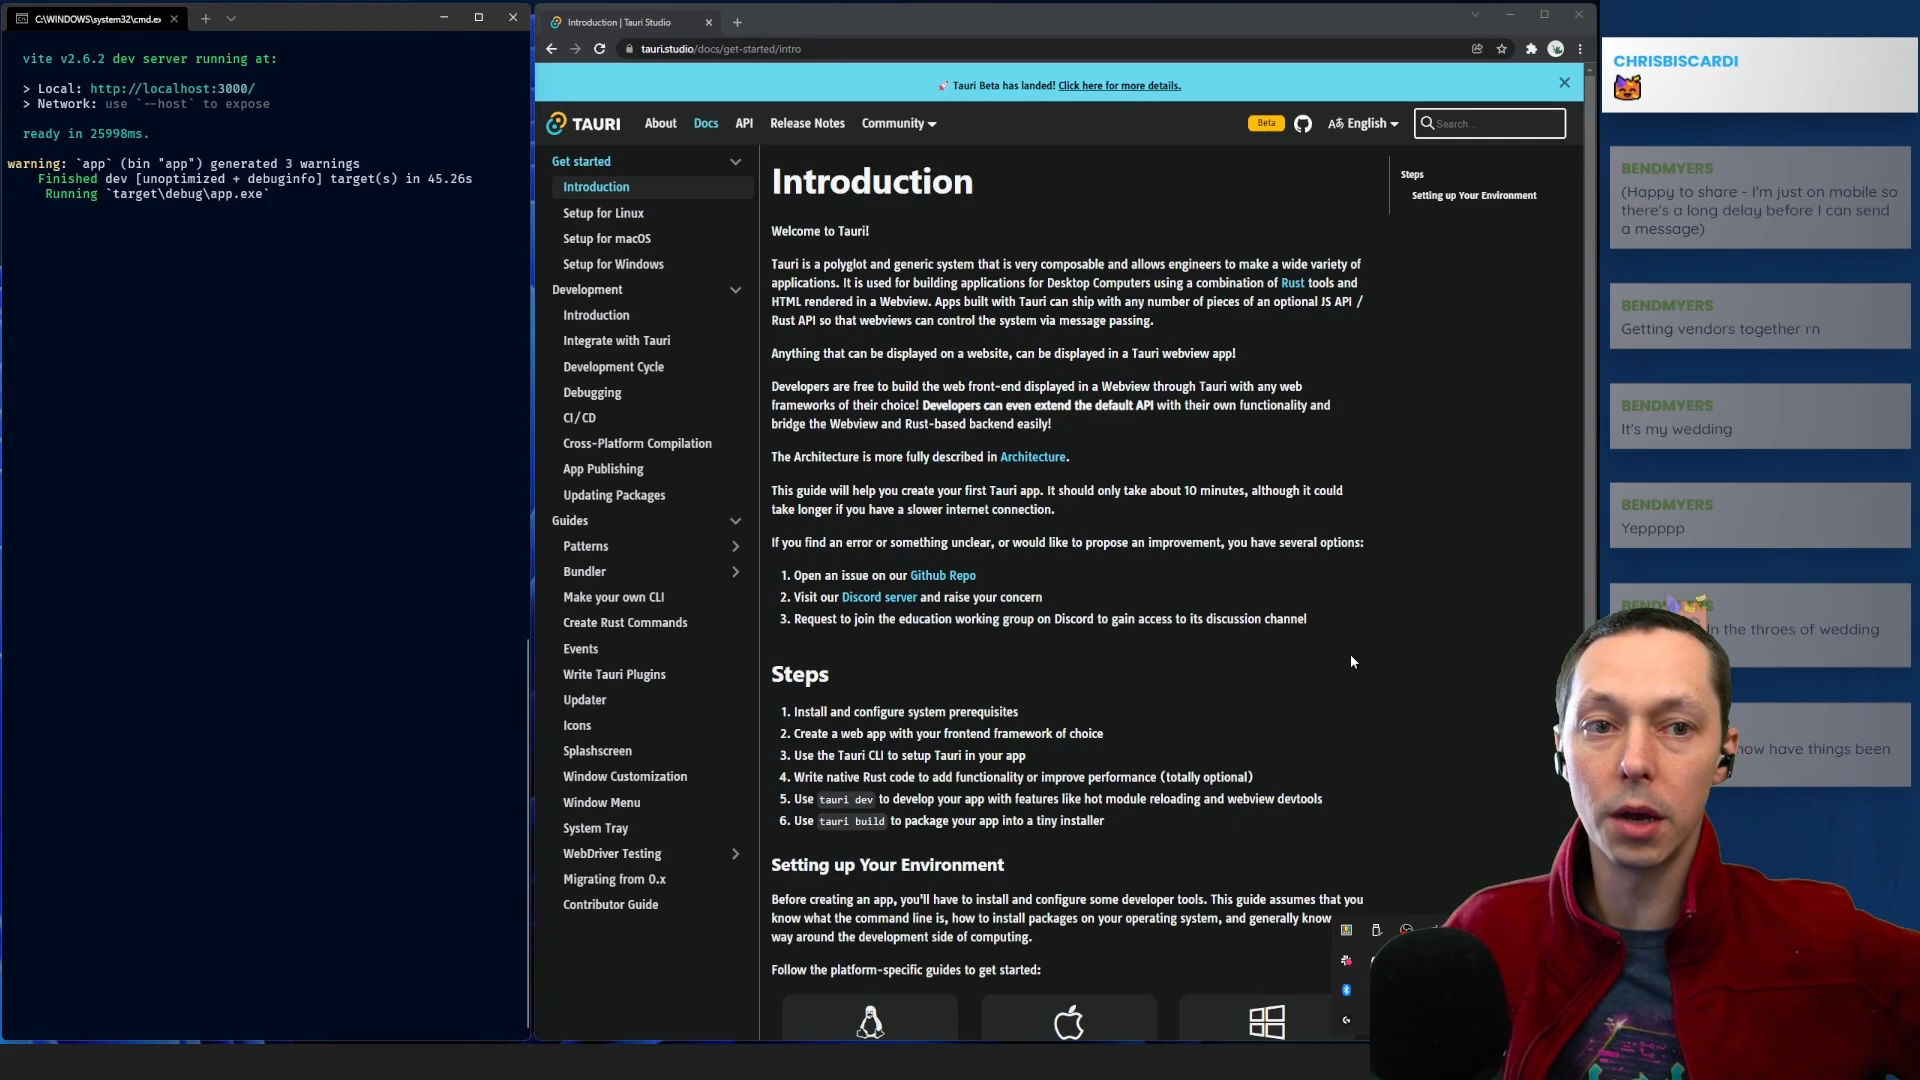 C:\WINDOWS\system32\cmd.ex
vite v2.6.2 dev server running at:
> Local: http://localhost:3000/
> Network: use `--host` to expose
ready in 25998ms.
warning: `app` (bin "app") generated 3 warnings
Finished dev [unoptimized + debuginfo] target(s) in 45.26s
Running `target\debug\app.exe`
Introduction | Tauri Studio
tauri.studio/docs/get-started/intro
🚀 Tauri Beta has landed! Click here for more details.
TAURI
About
Docs
API
Release Notes
Community
Beta
English
Search...
Get started
Introduction
Setup for Linux
Setup for macOS
Setup for Windows
Development
Introduction
Integrate with Tauri
Development Cycle
Debugging
CI/CD
Cross-Platform Compilation
App Publishing
Updating Packages
Guides
Patterns
Bundler
Make your own CLI
Create Rust Commands
Events
Write Tauri Plugins
Updater
Icons
Splashscreen
Window Customization
Window Menu
System Tray
WebDriver Testing
Migrating from 0.x
Contributor Guide
Introduction
Welcome to Tauri!
Tauri is a polyglot and generic system that is very composable and allows engineers to make a wide variety of
applications. It is used for building applications for Desktop Computers using a combination of Rust tools and
HTML rendered in a Webview. Apps built with Tauri can ship with any number of pieces of an optional JS API /
Rust API so that webviews can control the system via message passing.
Anything that can be displayed on a website, can be displayed in a Tauri webview app!
Developers are free to build the web front-end displayed in a Webview through Tauri with any web
frameworks of their choice! Developers can even extend the default API with their own functionality and
bridge the Webview and Rust-based backend easily!
The Architecture is more fully described in Architecture.
This guide will help you create your first Tauri app. It should only take about 10 minutes, although it could
take longer if you have a slower internet connection.
If you find an error or something unclear, or would like to propose an improvement, you have several options:
1. Open an issue on our Github Repo
2. Visit our Discord server and raise your concern
3. Request to join the education working group on Discord to gain access to its discussion channel
Steps
1. Install and configure system prerequisites
2. Create a web app with your frontend framework of choice
3. Use the Tauri CLI to setup Tauri in your app
4. Write native Rust code to add functionality or improve performance (totally optional)
5. Use tauri dev to develop your app with features like hot module reloading and webview devtools
6. Use tauri build to package your app into a tiny installer
Setting up Your Environment
Before creating an app, you'll have to install and configure some developer tools. This guide assumes that you
know what the command line is, how to install packages on your operating system, and generally know
way around the development side of computing.
Follow the platform-specific guides to get started:
Steps
Setting up Your Environment
CHRISBISCARDI
BENDMYERS
(Happy to share - I'm just on mobile so
there's a long delay before I can send
a message)
BENDMYERS
Getting vendors together rn
BENDMYERS
It's my wedding
BENDMYERS
Yeppppp
In the throes of wedding
how have things been